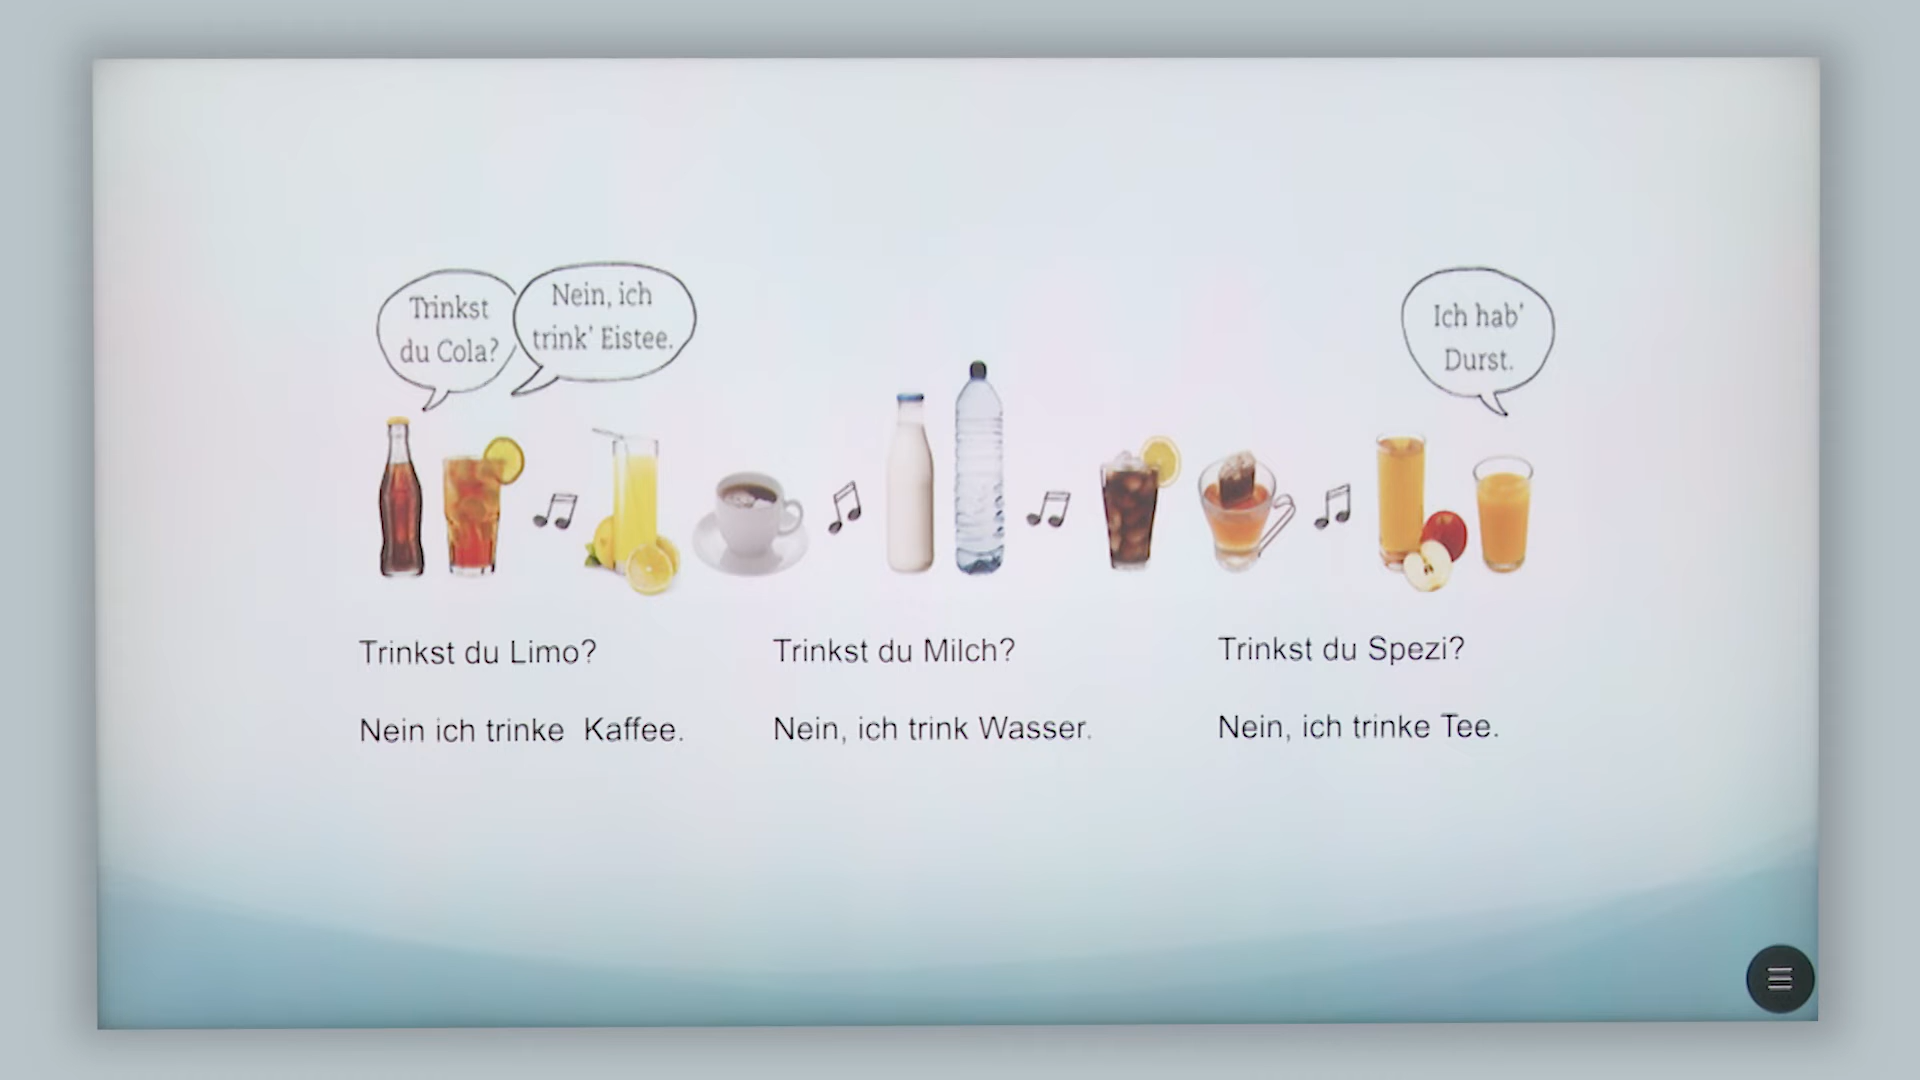 Trinkst
du Cola?
Nein, ich
trink' Eistee.
Ich hab'
Durst.
Trinkst du Limo?
Nein ich trinke  Kaffee.
Trinkst du Milch?
Nein, ich trink Wasser.
Trinkst du Spezi?
Nein, ich trinke Tee.